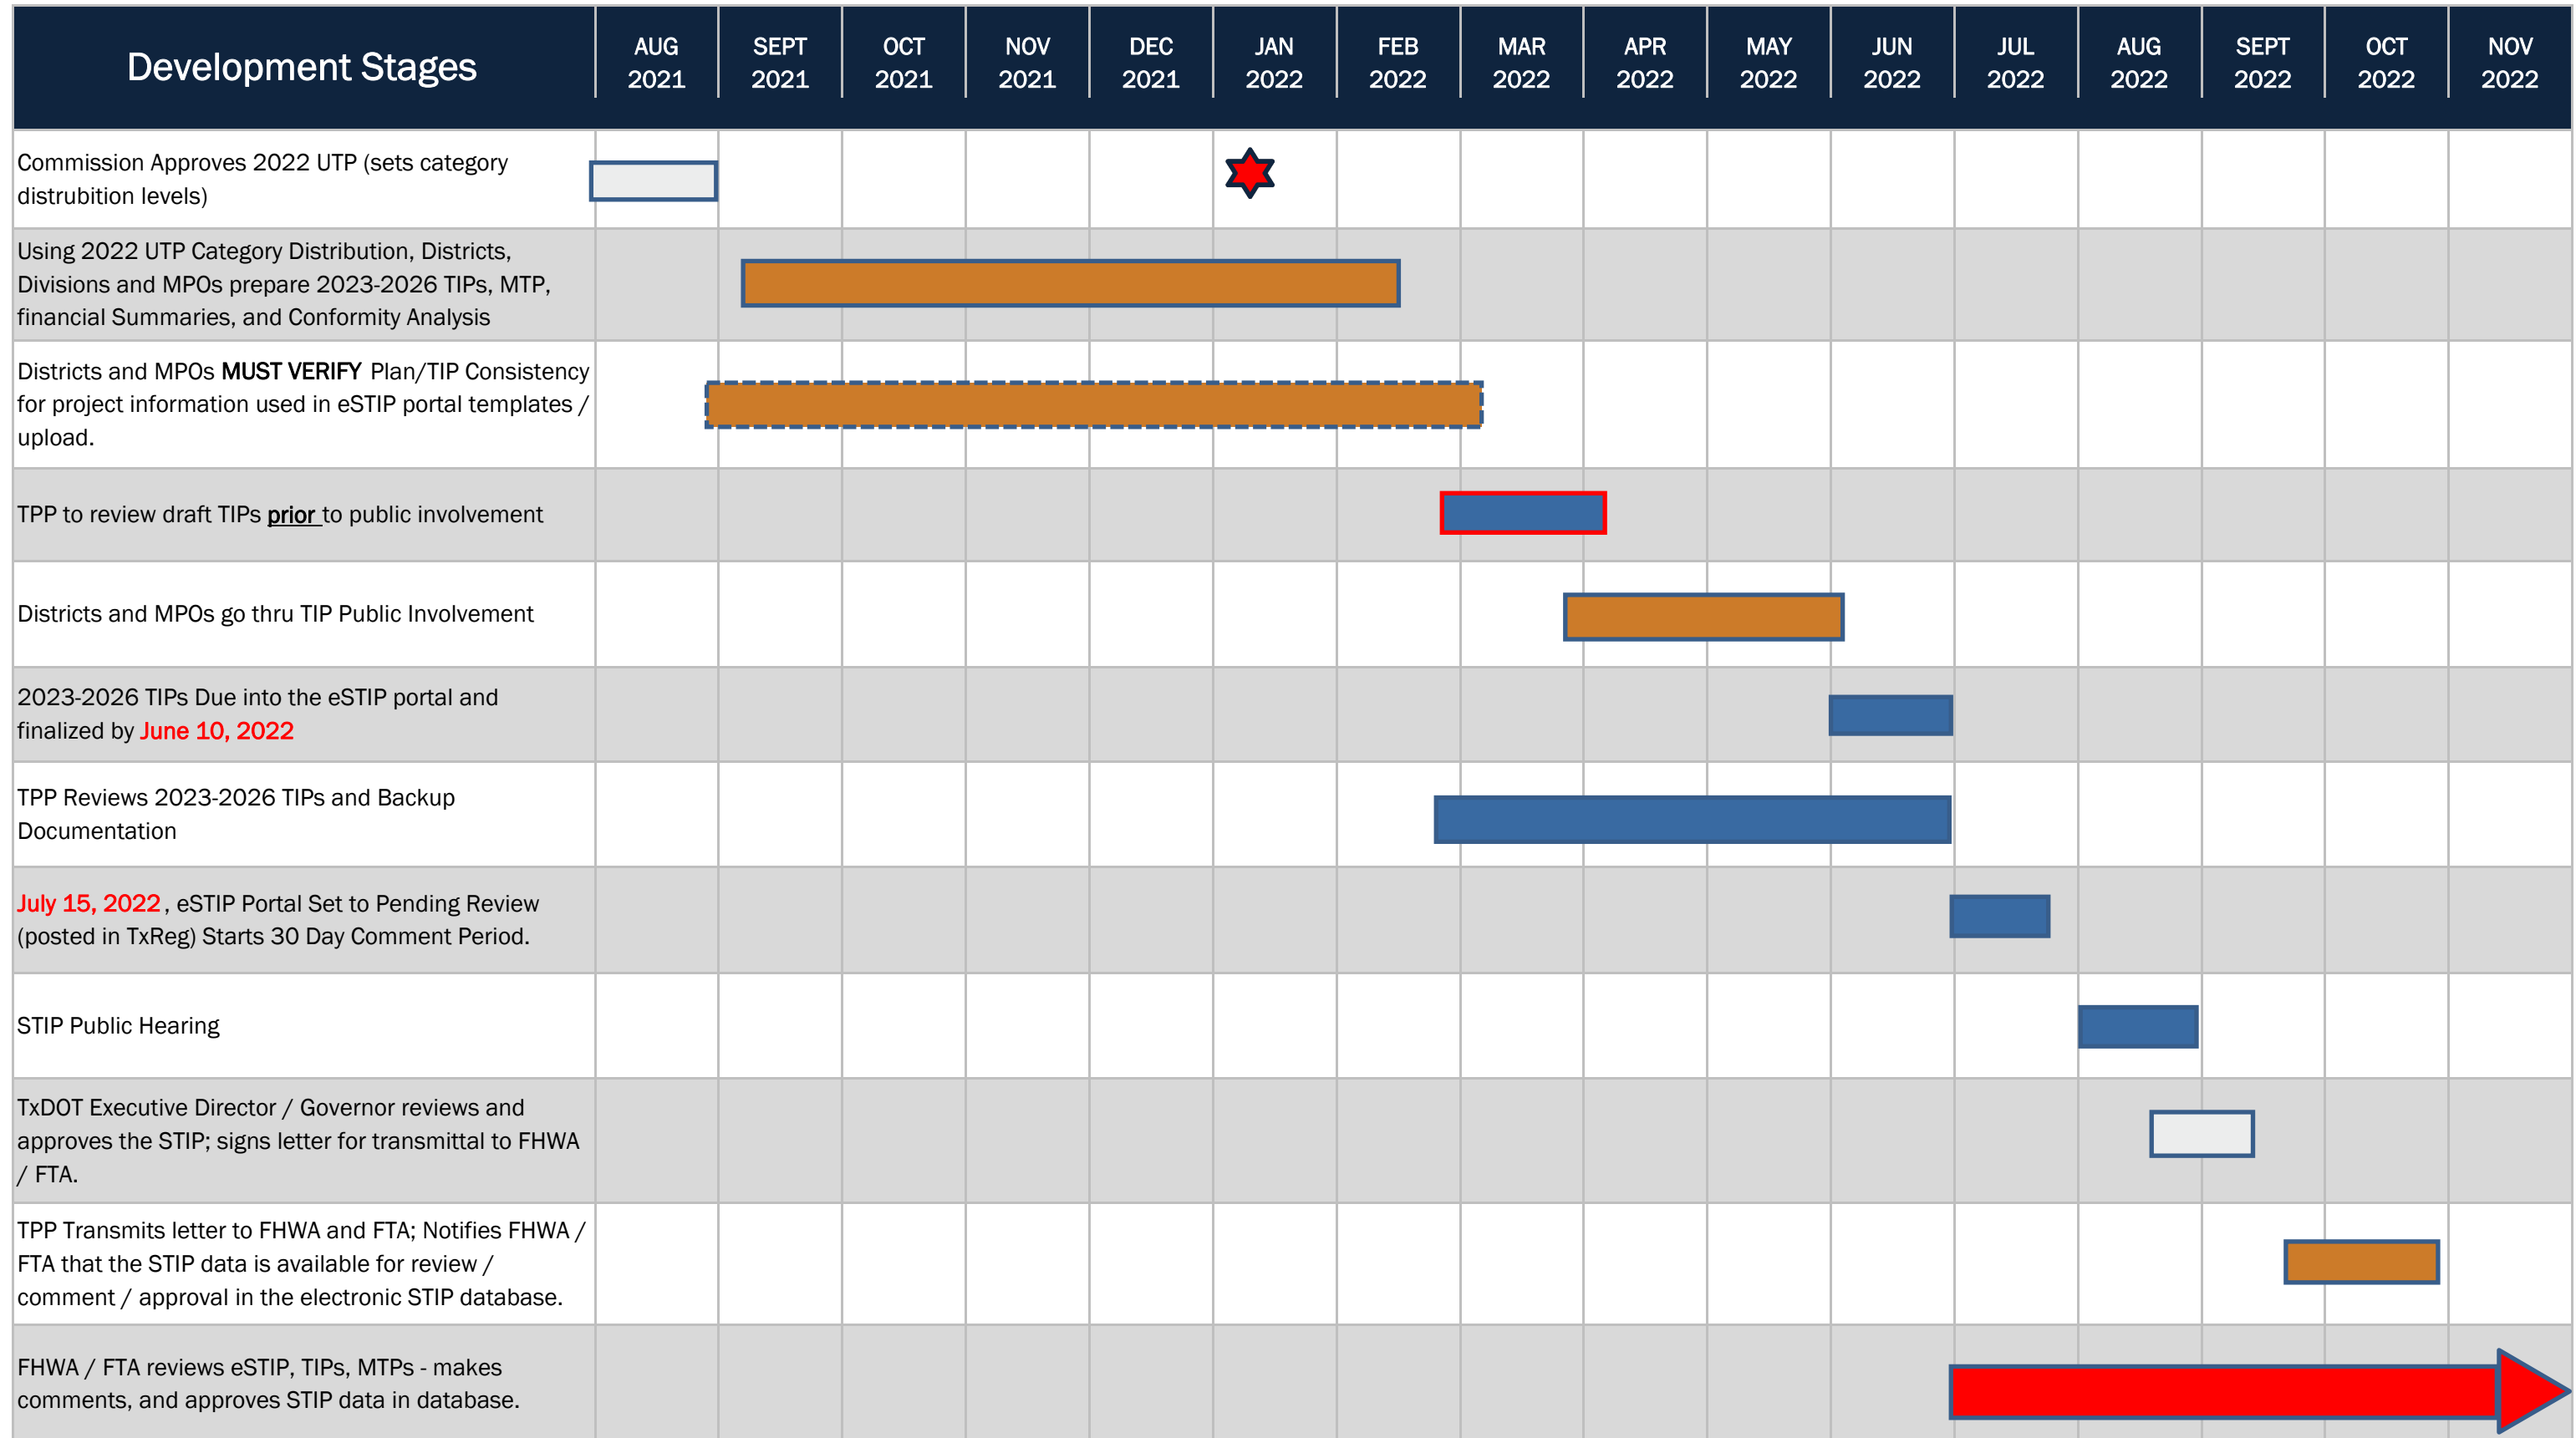 Development Stages
AUG 2021
SEPT 2021
OCT 2021
NOV 2021
DEC 2021
JAN 2022
FEB 2022
MAR 2022
APR 2022
MAY 2022
JUN 2022
JUL 2022
AUG 2022
SEPT 2022
OCT 2022
NOV 2022
Commission Approves 2022 UTP (sets category
distrubition levels)
Using 2022 UTP Category Distribution, Districts,
Divisions and MPOs prepare 2023-2026 TIPs, MTP,
financial Summaries, and Conformity Analysis
Districts and MPOs MUST VERIFY Plan/TIP Consistency
for project information used in eSTIP portal templates /
upload.
TPP to review draft TIPs prior to public involvement
Districts and MPOs go thru TIP Public Involvement
2023-2026 TIPs Due into the eSTIP portal and
finalized by June 10, 2022
TPP Reviews 2023-2026 TIPs and Backup
Documentation
July 15, 2022, eSTIP Portal Set to Pending Review
(posted in TxReg) Starts 30 Day Comment Period.
STIP Public Hearing
TxDOT Executive Director / Governor reviews and
approves the STIP; signs letter for transmittal to FHWA
/ FTA.
TPP Transmits letter to FHWA and FTA; Notifies FHWA /
FTA that the STIP data is available for review /
comment / approval in the electronic STIP database.
FHWA / FTA reviews eSTIP, TIPs, MTPs - makes
comments, and approves STIP data in database.